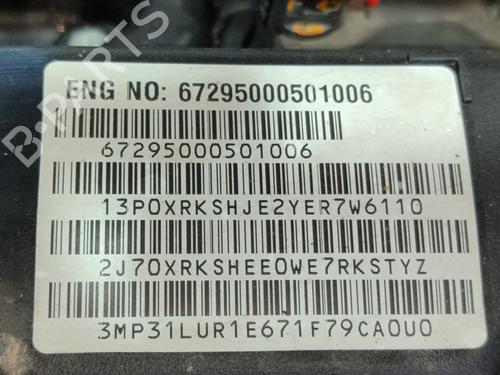 ENG NO: 67295000501006
67295000501006
13P0XRKSHJE2YER7W6110
2J70XRKSHEE0WE7RKSTYZ
3MP31LUR1E671F79CA0U0
B-PARTS